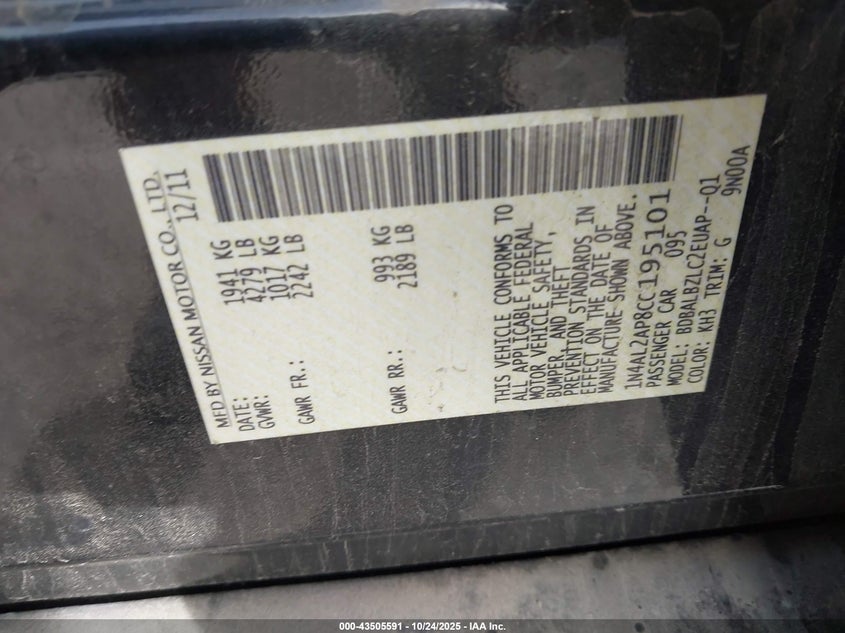 MFD BY NISSAN MOTOR CO., LTD.
DATE: 12/11
GVWR: 1941 KG
4279 LB
GAWR FR.: 1017 KG
2242 LB
GAWR RR.: 993 KG
2189 LB
THIS VEHICLE CONFORMS TO
ALL APPLICABLE FEDERAL
MOTOR VEHICLE SAFETY,
BUMPER, AND THEFT
PREVENTION STANDARDS IN
EFFECT ON THE DATE OF
MANUFACTURE SHOWN ABOVE.
1N4AL2AP8CC195101
PASSENGER CAR 095
MODEL: BDBALBZLC2EUAP--Q1
COLOR: KH3 TRIM: G 9N00A
000-43505591 - 10/24/2025 - IAA Inc.